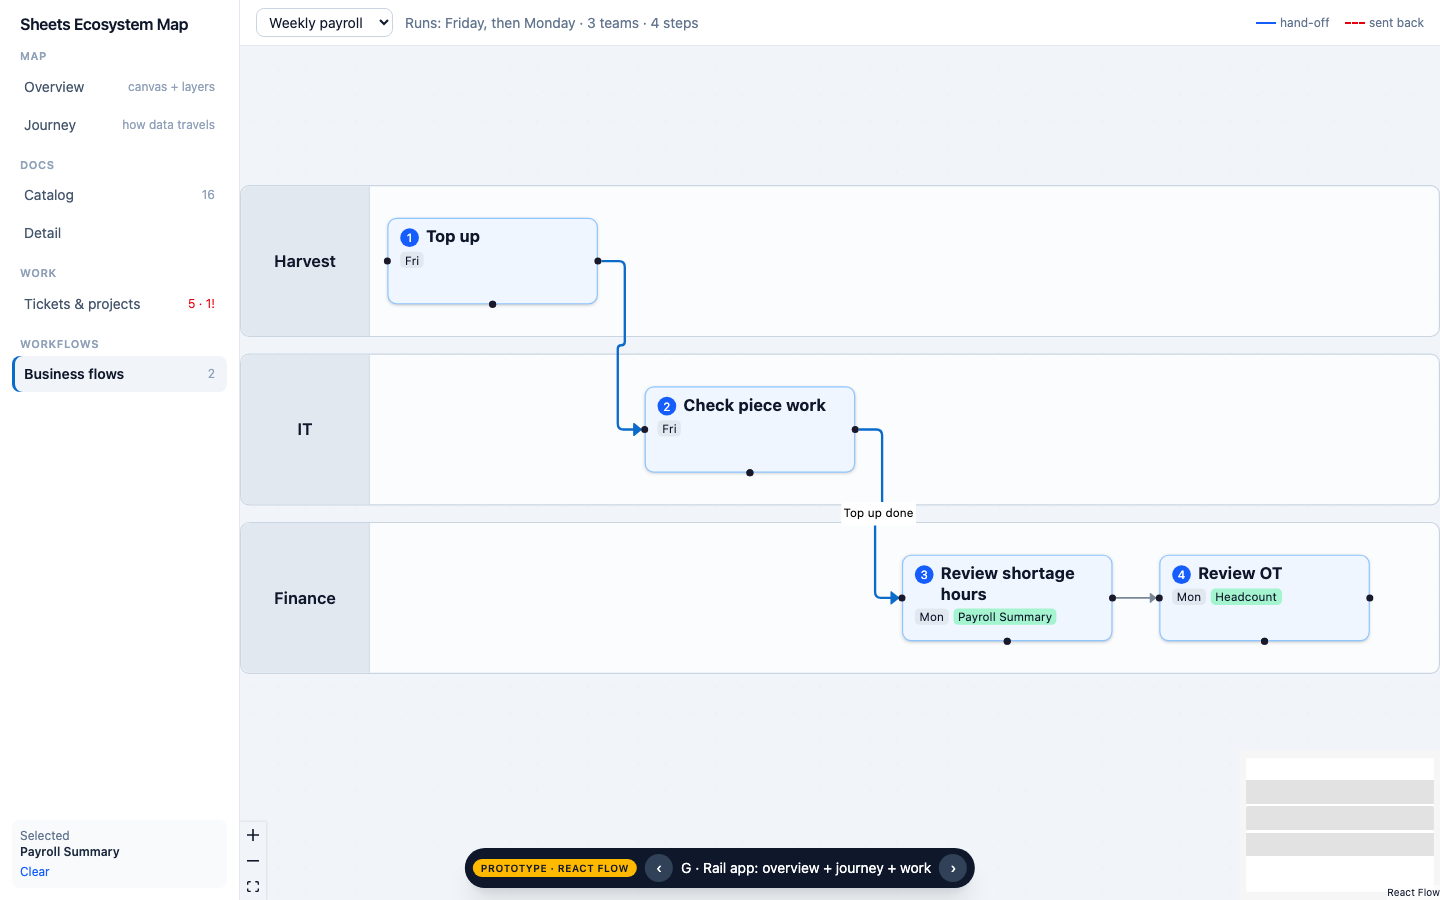 Sheets Ecosystem Map
MAP
Overview canvas + layers
Journey how data travels
DOCS
Catalog 16
Detail
WORK
Tickets & projects 5 · 1!
WORKFLOWS
Business flows 2
Selected
Payroll Summary
Clear
Weekly payroll Runs: Friday, then Monday · 3 teams · 4 steps
hand-off sent back
Harvest
1 Top up
Fri
IT
2 Check piece work
Fri
Top up done
Finance
3 Review shortage
hours
Mon Payroll Summary
4 Review OT
Mon Headcount
PROTOTYPE · REACT FLOW ‹ G · Rail app: overview + journey + work ›
React Flow